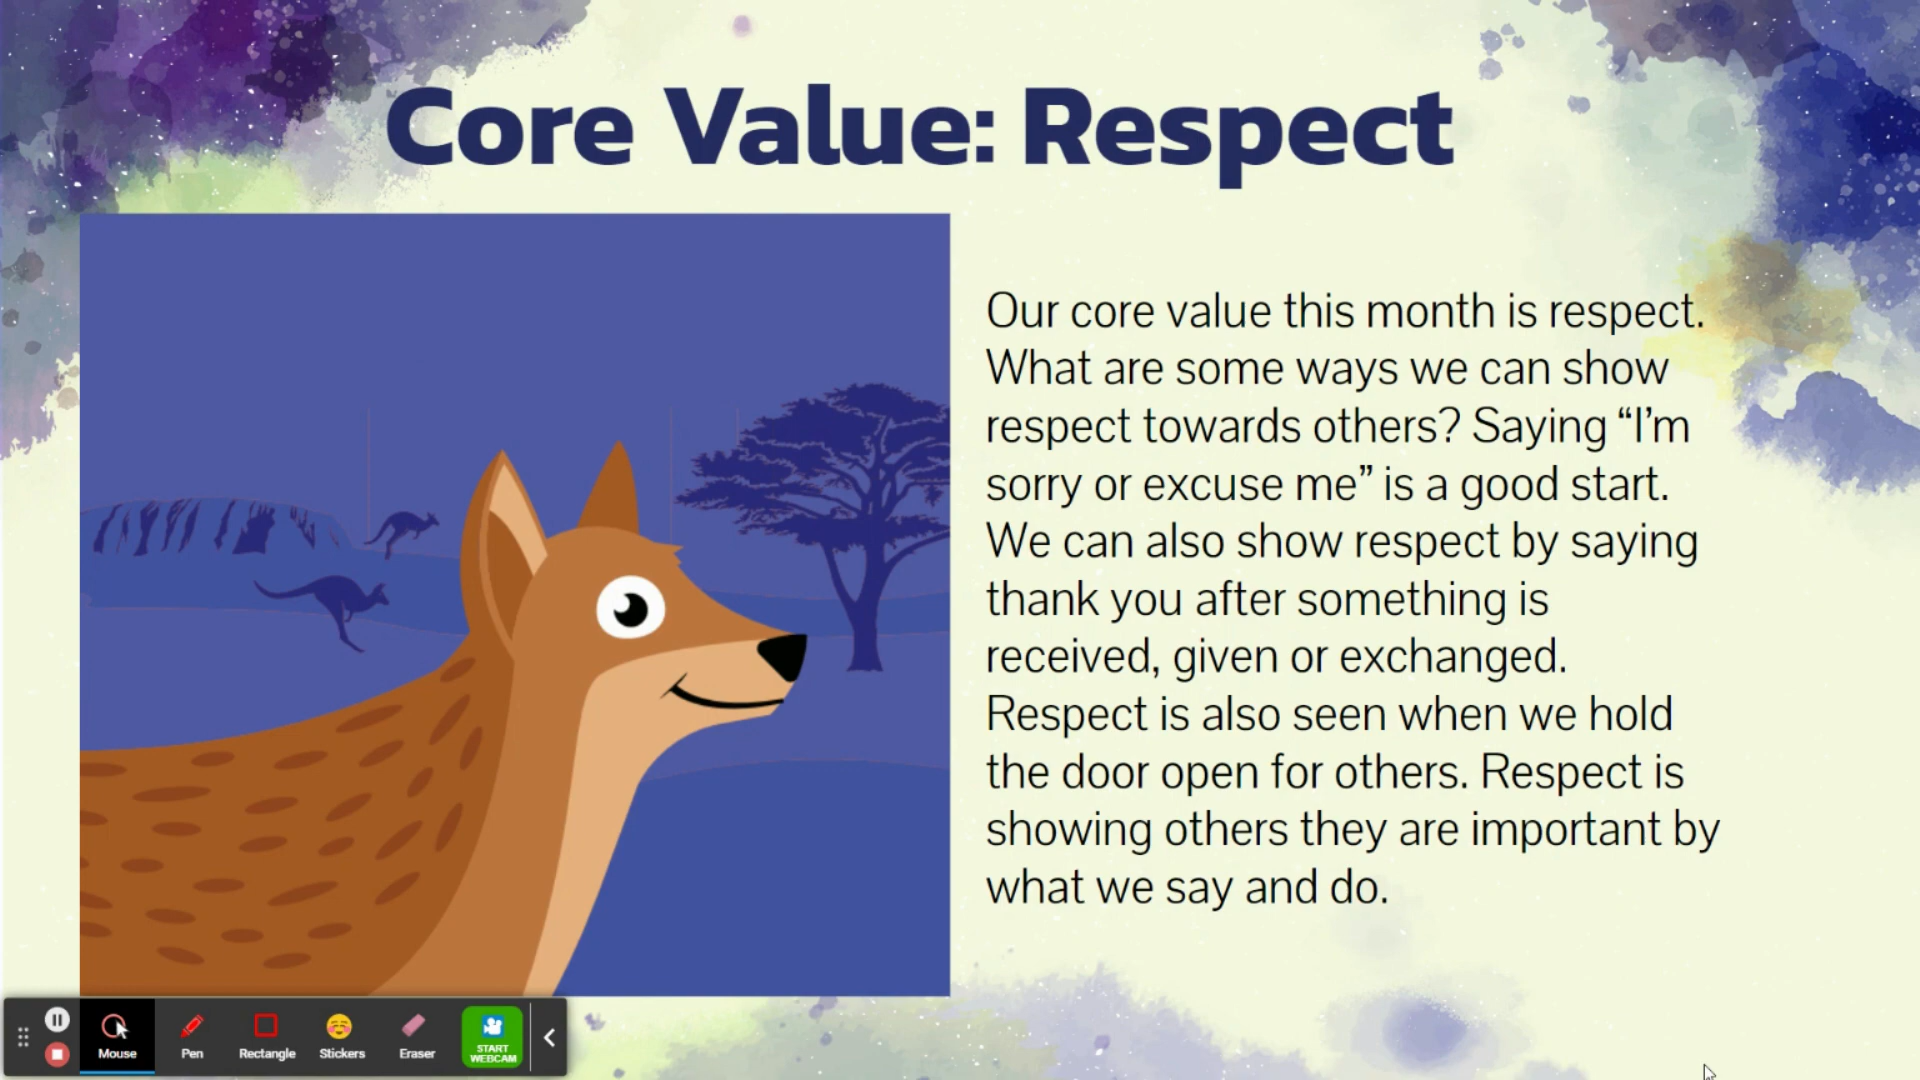 Core Value: Respect
Our core value this month is respect.
What are some ways we can show
respect towards others? Saying “I’m
sorry or excuse me” is a good start.
We can also show respect by saying
thank you after something is
received, given or exchanged.
Respect is also seen when we hold
the door open for others. Respect is
showing others they are important by
what we say and do.
Mouse
Pen
Rectangle
Stickers
Eraser
START
WEBCAM